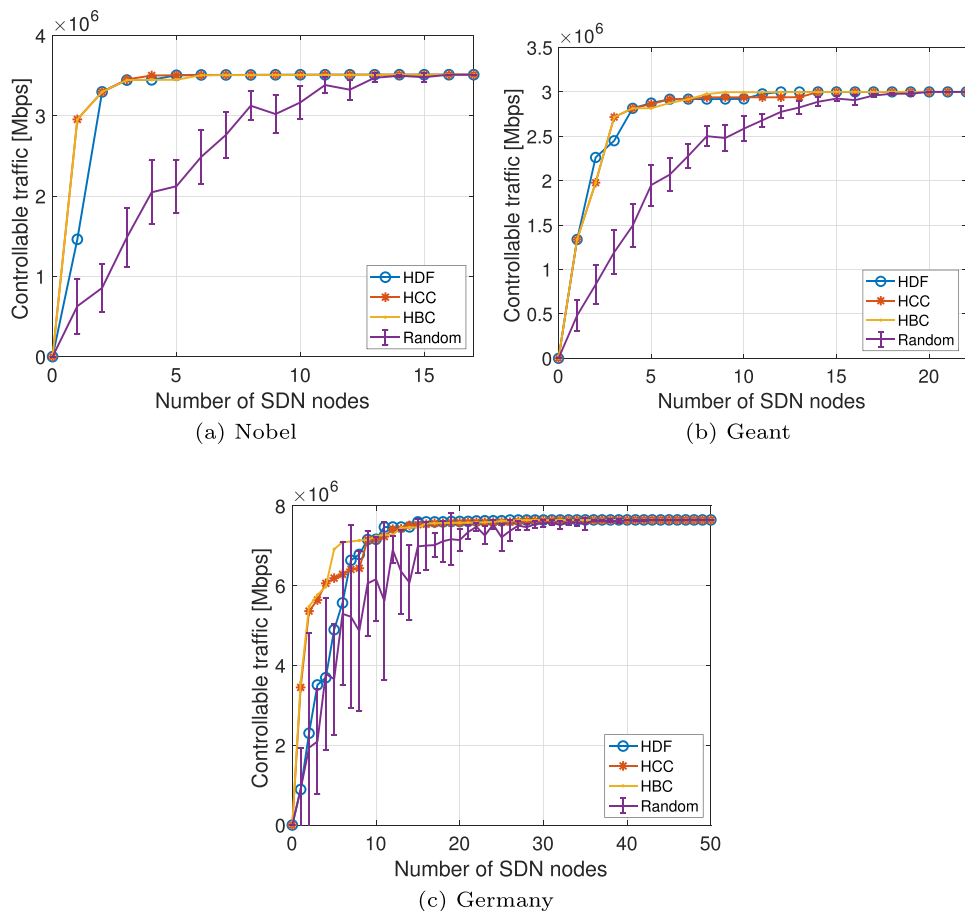 ×10^6
4
3
2
1
0
Controllable traffic [Mbps]
HDF
HCC
HBC
Random
0 5 10 15
Number of SDN nodes
(a) Nobel
×10^6
3.5
3
2.5
2
1.5
1
0.5
0
Controllable traffic [Mbps]
HDF
HCC
HBC
Random
0 5 10 15 20
Number of SDN nodes
(b) Geant
×10^6
8
6
4
2
0
Controllable traffic [Mbps]
HDF
HCC
HBC
Random
0 10 20 30 40 50
Number of SDN nodes
(c) Germany